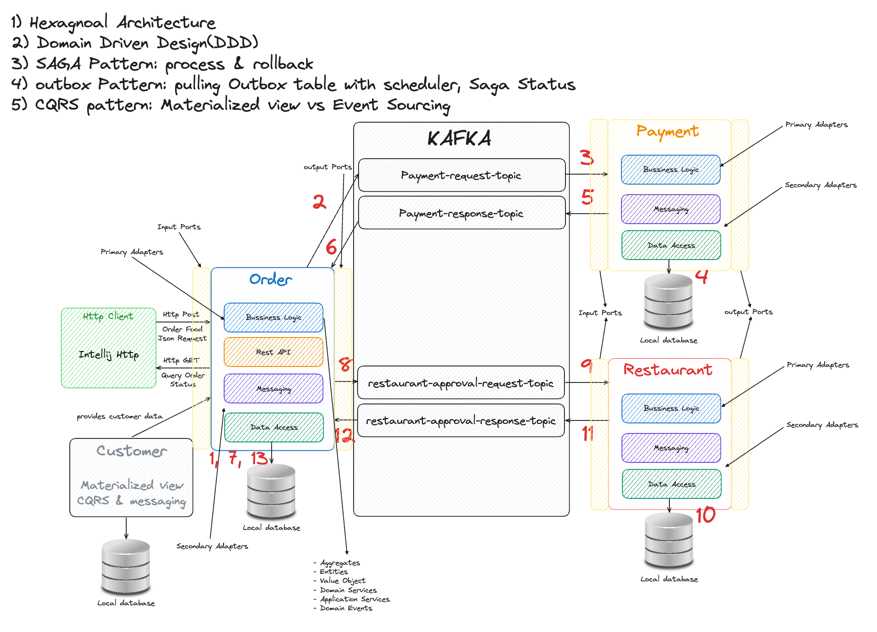 1) Hexagnoal Architecture
2) Domain Driven Design(DDD)
3) SAGA Pattern: process & rollback
4) outbox Pattern: pulling Outbox table with scheduler, Saga Status
5) CQRS pattern: Materialized view vs Event Sourcing
KAFKA
Payment-request-topic
Payment-response-topic
restaurant-approval-request-topic
restaurant-approval-response-topic
output Ports
2
6
3
5
8
12
9
11
Payment
Bussiness Logic
Messaging
Data Access
4
Local database
Primary Adapters
Secondary Adapters
Input Ports
output Ports
Restaurant
Bussiness Logic
Messaging
Data Access
10
Local database
Primary Adapters
Secondary Adapters
Input Ports
Primary Adapters
Order
Bussiness Logic
Rest API
Messaging
Data Access
1, 7, 13
Local database
Http Client
Intellij Http
Http Post
Order Food
Json Request
Http GET
Query Order
Status
provides customer data
Customer
Materialized view
CQRS & messaging
Local database
Secondary Adapters
- Aggregates
- Entities
- Value Object
- Domain Services
- Application Services
- Domain Events